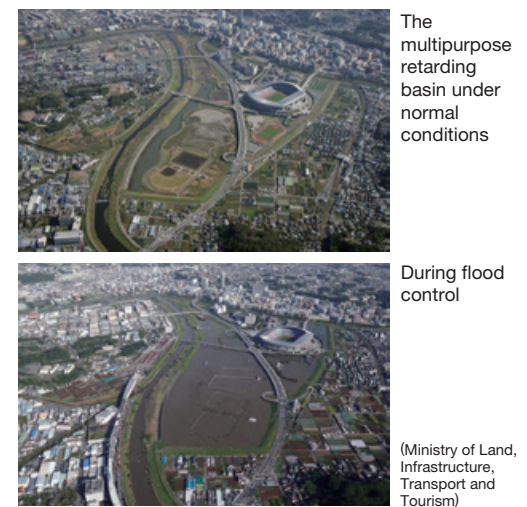 The
multipurpose
retarding
basin under
normal
conditions
During flood
control
(Ministry of Land,
Infrastructure,
Transport and
Tourism)